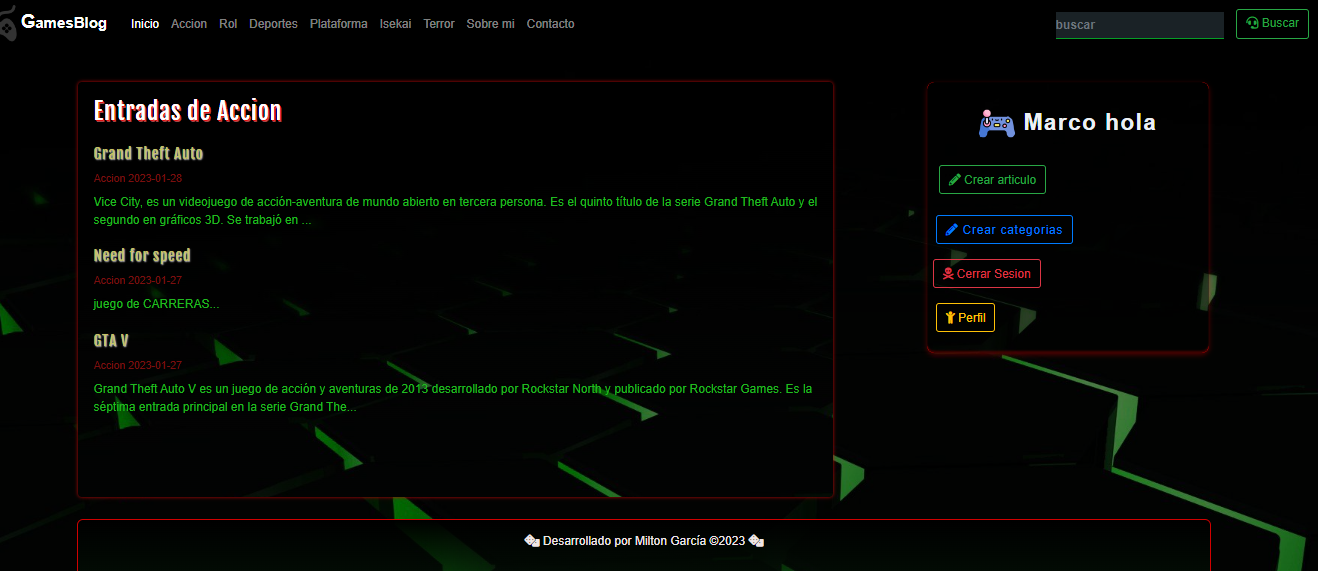 GamesBlog Inicio Accion Rol Deportes Plataforma Isekai Terror Sobre mi Contacto buscar Buscar
Entradas de Accion
Grand Theft Auto
Accion 2023-01-28
Vice City, es un videojuego de acción-aventura de mundo abierto en tercera persona. Es el quinto título de la serie Grand Theft Auto y el
segundo en gráficos 3D. Se trabajó en ...
Need for speed
Accion 2023-01-27
juego de CARRERAS...
GTA V
Accion 2023-01-27
Grand Theft Auto V es un juego de acción y aventuras de 2013 desarrollado por Rockstar North y publicado por Rockstar Games. Es la
séptima entrada principal en la serie Grand The...
Marco hola
Crear articulo
Crear categorias
Cerrar Sesion
Perfil
Desarrollado por Milton García ©2023